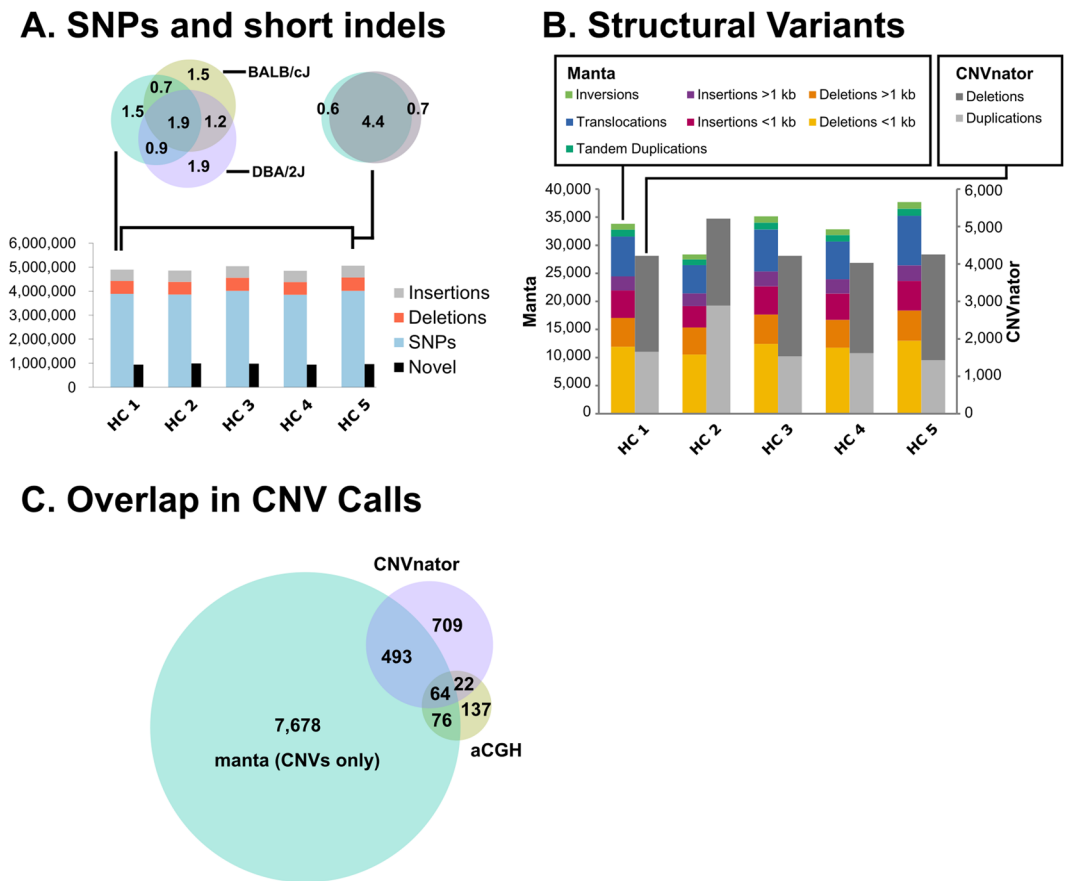 A. SNPs and short indels
1.5
BALB/cJ
0.7
1.5
1.9
1.2
0.9
1.9
DBA/2J
0.6
4.4
0.7
6,000,000
5,000,000
4,000,000
3,000,000
2,000,000
1,000,000
0
Insertions
Deletions
SNPs
Novel
HC 1
HC 2
HC 3
HC 4
HC 5
B. Structural Variants
Manta
Inversions
Insertions >1 kb
Deletions >1 kb
Translocations
Insertions <1 kb
Deletions <1 kb
Tandem Duplications
CNVnator
Deletions
Duplications
40,000
35,000
30,000
25,000
20,000
15,000
10,000
5,000
0
Manta
6,000
5,000
4,000
3,000
2,000
1,000
0
CNVnator
HC 1
HC 2
HC 3
HC 4
HC 5
C. Overlap in CNV Calls
CNVnator
709
493
22
64
137
76
7,678
manta (CNVs only)
aCGH